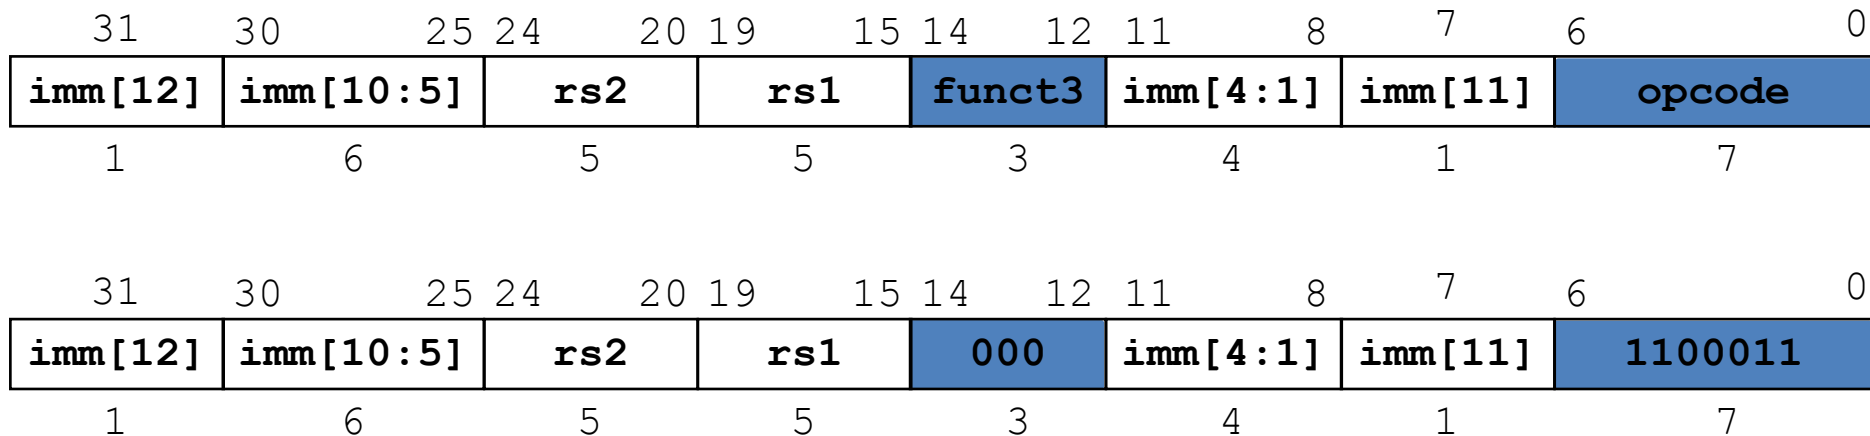 31 30 25 24 20 19 15 14 12 11 8 7 6 0
imm[12] imm[10:5] rs2 rs1 funct3 imm[4:1] imm[11] opcode
1 6 5 5 3 4 1 7
31 30 25 24 20 19 15 14 12 11 8 7 6 0
imm[12] imm[10:5] rs2 rs1 000 imm[4:1] imm[11] 1100011
1 6 5 5 3 4 1 7